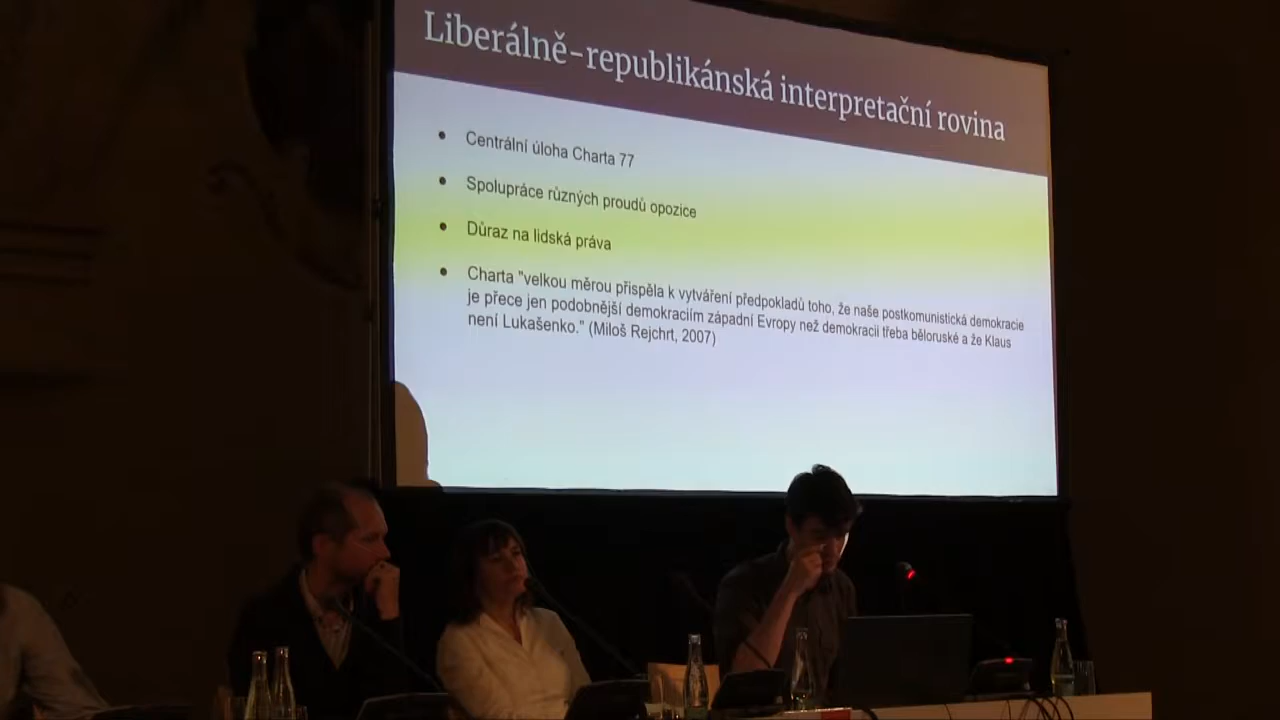 Liberálně-republikánská interpretační rovina
Centrální úloha Charta 77
Spolupráce různých proudů opozice
Důraz na lidská práva
Charta "velkou měrou přispěla k vytváření předpokladů toho, že naše postkomunistická demokracie
je přece jen podobnější demokraciím západní Evropy než demokracii třeba běloruské a že Klaus
není Lukašenko." (Miloš Rejchrt, 2007)